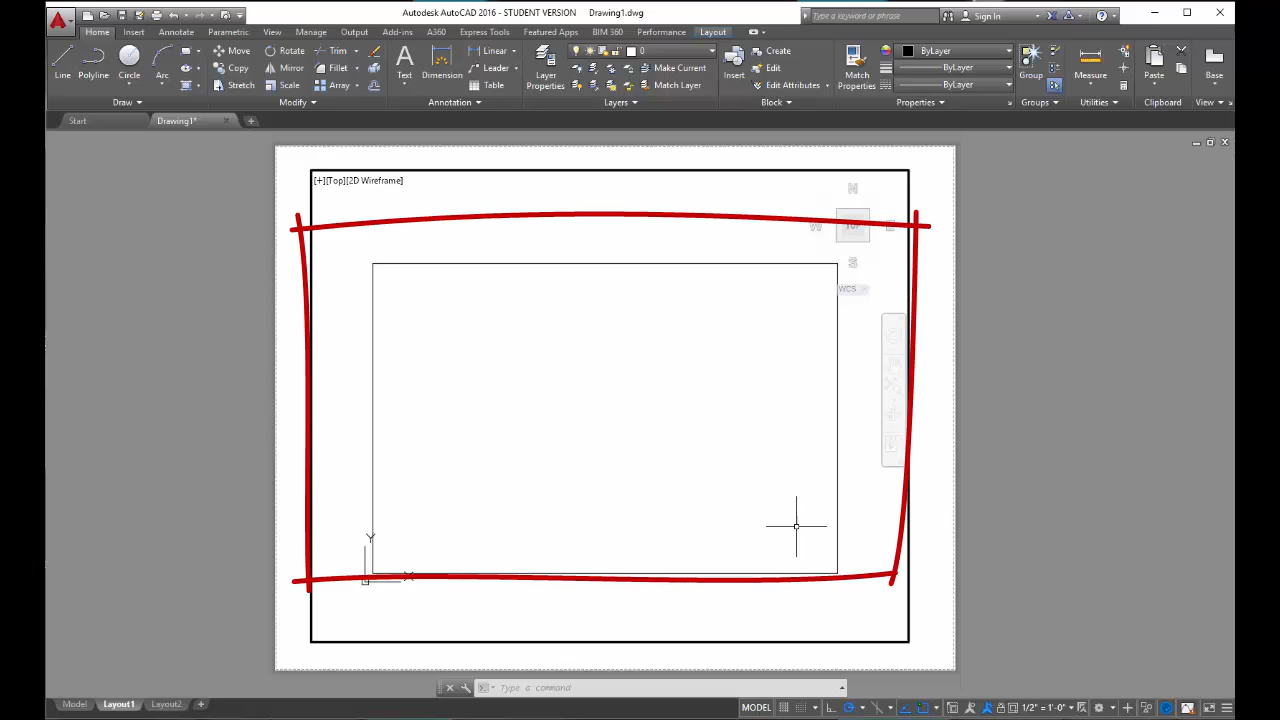 Autodesk AutoCAD 2016 - STUDENT VERSION Drawing1.dwg
Type a keyword or phrase
Sign In
Home Insert Annotate Parametric View Manage Output Add-ins A360 Express Tools Featured Apps BIM 360 Performance Layout
Line Polyline Circle Arc
Move Rotate Trim
Copy Mirror Fillet
Stretch Scale Array
Text Dimension
Linear
Leader
Table
Layer Properties
0
Make Current
Match Layer
Insert
Create
Edit
Edit Attributes
Match Properties
ByLayer
ByLayer
ByLayer
Group
Measure
Paste
Base
Draw Modify Annotation Layers Block Properties Groups Utilities Clipboard View
Start Drawing1*
[+][Top][2D Wireframe]
N
W TOP E
S
WCS
Y
X
Type a command
Model Layout1 Layout2
MODEL 1/2" = 1'-0"